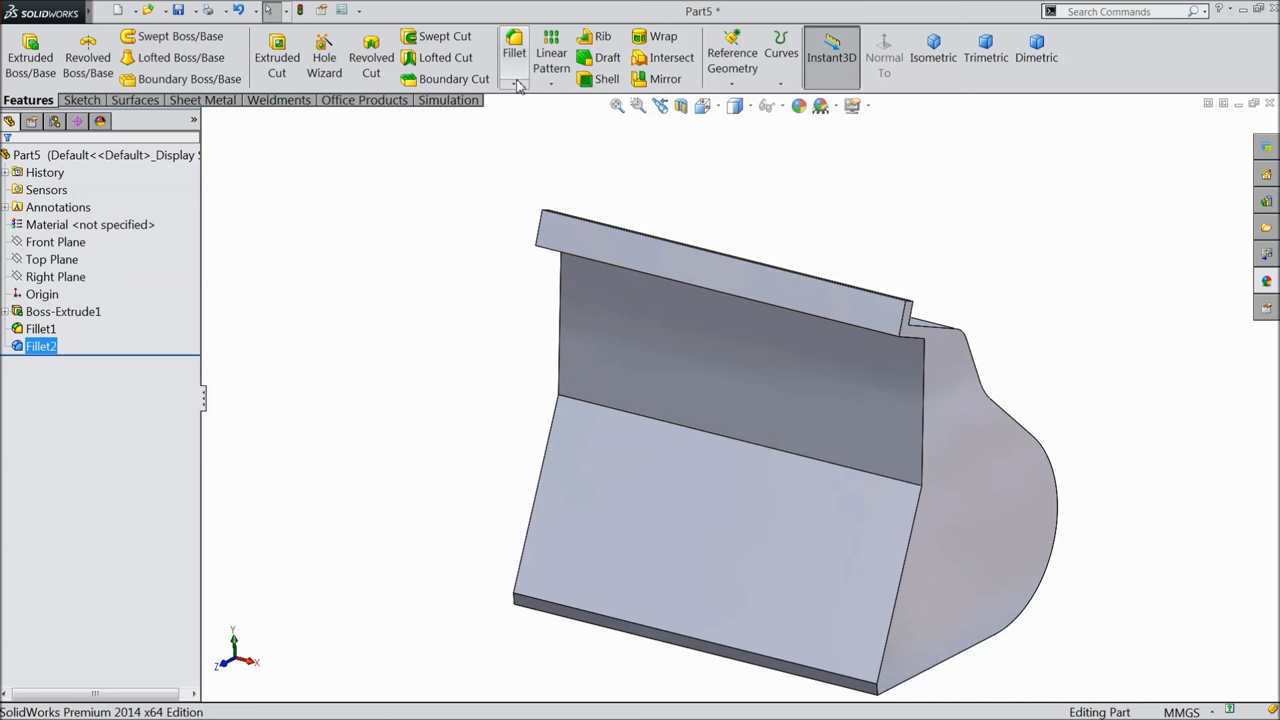 SOLIDWORKS
Part5 *
Search Commands
Extruded Boss/Base
Revolved Boss/Base
Swept Boss/Base
Lofted Boss/Base
Boundary Boss/Base
Extruded Cut
Hole Wizard
Revolved Cut
Swept Cut
Lofted Cut
Boundary Cut
Fillet
Linear Pattern
Rib
Draft
Shell
Wrap
Intersect
Mirror
Reference Geometry
Curves
Instant3D
Normal To
Isometric
Trimetric
Dimetric
Features Sketch Surfaces Sheet Metal Weldments Office Products Simulation
Part5 (Default<<Default>_Display S
History
Sensors
Annotations
Material <not specified>
Front Plane
Top Plane
Right Plane
Origin
Boss-Extrude1
Fillet1
Fillet2
Y
Z X
SolidWorks Premium 2014 x64 Edition
Editing Part
MMGS